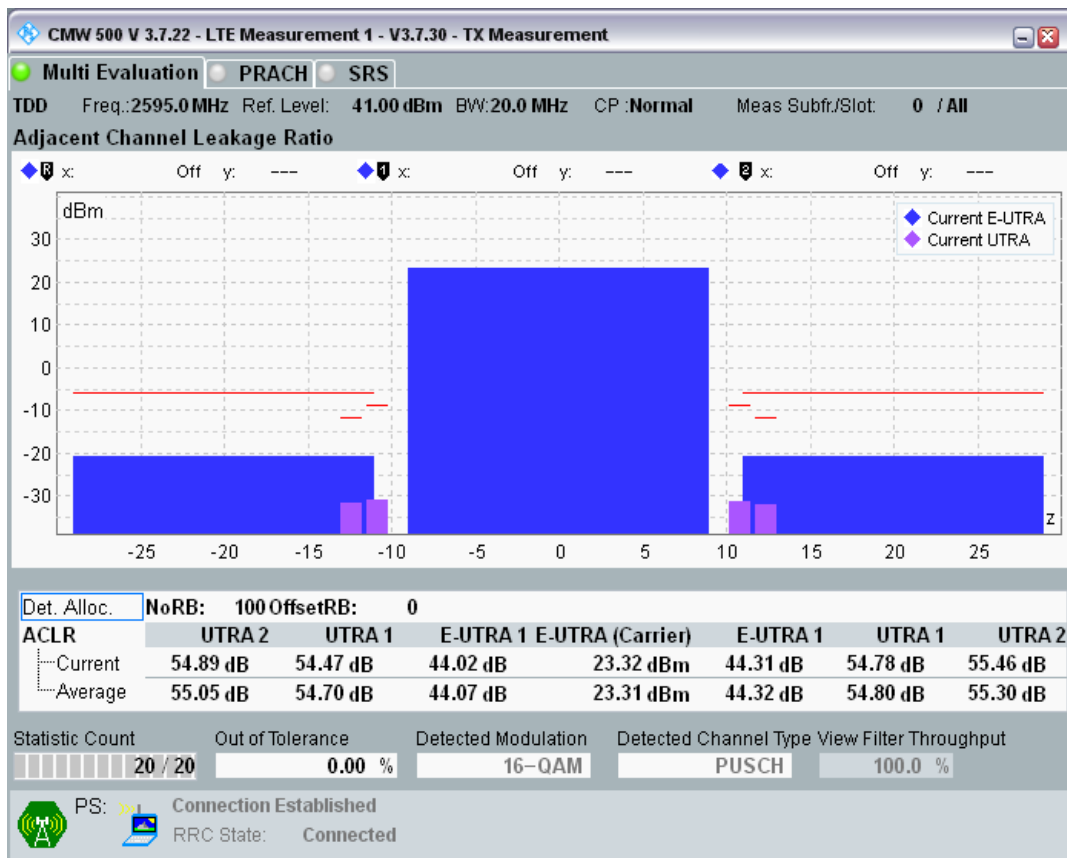 CMW 500 V 3.7.22 - LTE Measurement 1 - V3.7.30 - TX Measurement
Multi Evaluation PRACH SRS
TDD Freq.:2595.0 MHz Ref. Level: 41.00 dBm BW:20.0 MHz CP :Normal Meas Subfr./Slot: 0 / All
Adjacent Channel Leakage Ratio
R x: Off y: --- 1 x: Off y: --- 2 x: Off y: ---
dBm
Current E-UTRA
Current UTRA
30
20
10
0
-10
-20
-30
z
-25 -20 -15 -10 -5 0 5 10 15 20 25
Det. Alloc. NoRB: 100 OffsetRB: 0
ACLR UTRA 2 UTRA 1 E-UTRA 1 E-UTRA (Carrier) E-UTRA 1 UTRA 1 UTRA 2
Current 54.89 dB 54.47 dB 44.02 dB 23.32 dBm 44.31 dB 54.78 dB 55.46 dB
Average 55.05 dB 54.70 dB 44.07 dB 23.31 dBm 44.32 dB 54.80 dB 55.30 dB
Statistic Count Out of Tolerance Detected Modulation Detected Channel Type View Filter Throughput
20 / 20 0.00 % 16-QAM PUSCH 100.0 %
PS: Connection Established
RRC State: Connected